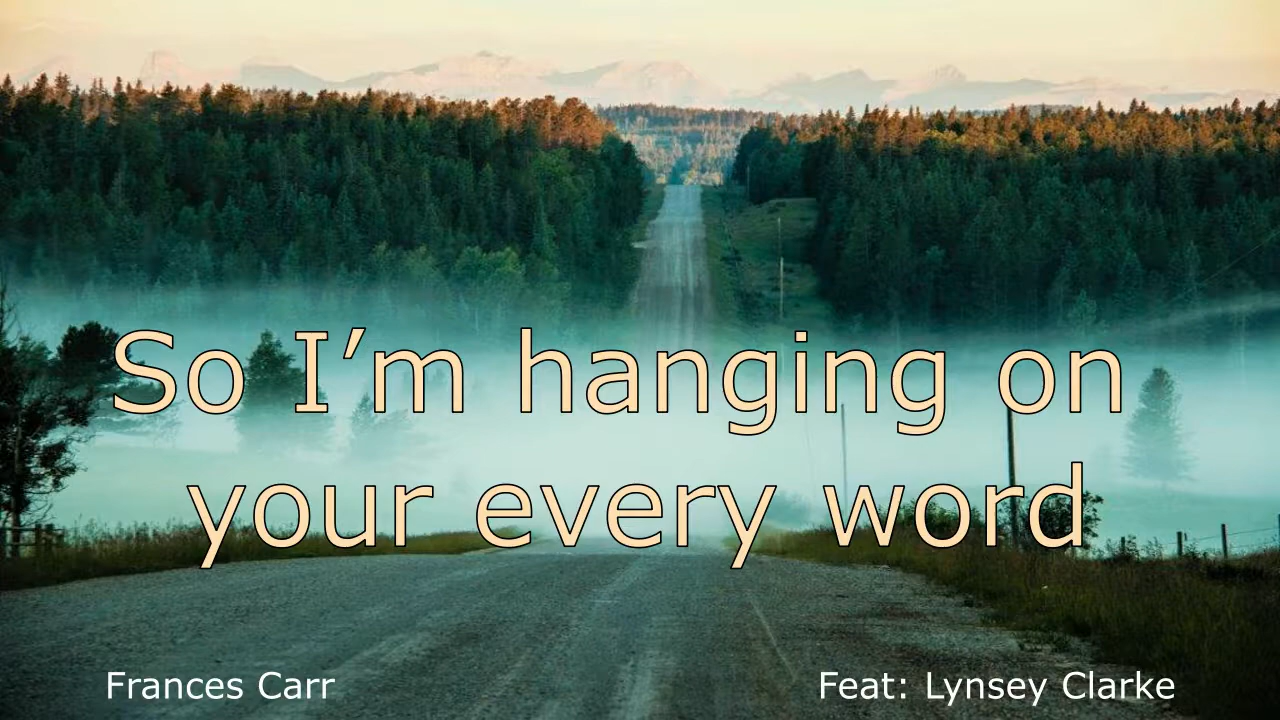 So I’m hanging on
your every word
Frances Carr
Feat: Lynsey Clarke